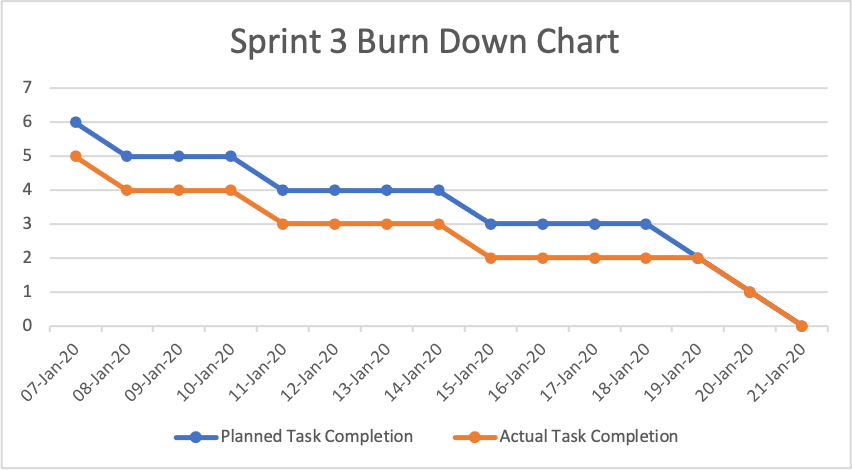 Sprint 3 Burn Down Chart
7
6
5
4
3
2
1
0
07-Jan-20
08-Jan-20
09-Jan-20
10-Jan-20
11-Jan-20
12-Jan-20
13-Jan-20
14-Jan-20
15-Jan-20
16-Jan-20
17-Jan-20
18-Jan-20
19-Jan-20
20-Jan-20
21-Jan-20
Planned Task Completion
Actual Task Completion